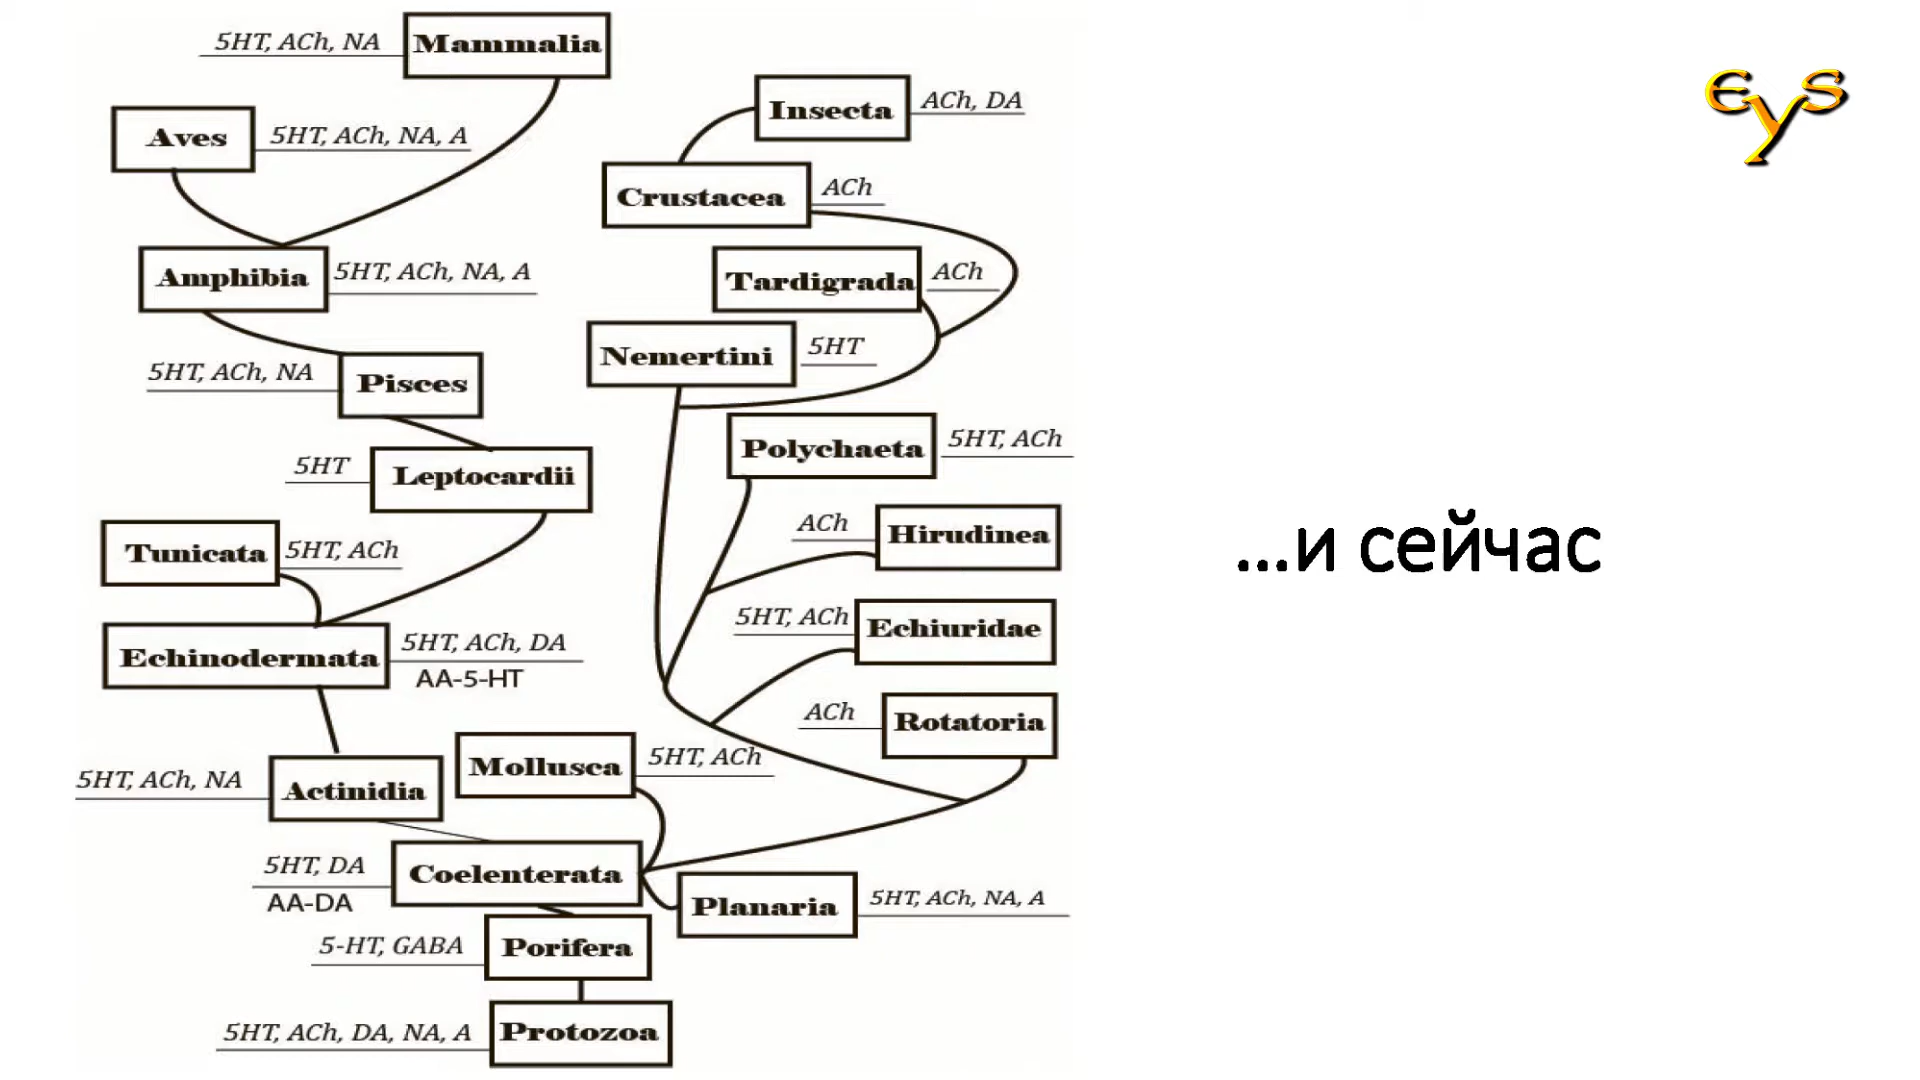 5HT, ACh, NA
Mammalia
Insecta
ACh, DA
Aves
5HT, ACh, NA, A
Crustacea
ACh
Amphibia
5HT, ACh, NA, A
Tardigrada
ACh
Nemertini
5HT
5HT, ACh, NA
Pisces
Polychaeta
5HT, ACh
5HT
Leptocardii
ACh
Hirudinea
Tunicata
5HT, ACh
5HT, ACh
Echiuridae
Echinodermata
5HT, ACh, DA
AA-5-HT
ACh
Rotatoria
Mollusca
5HT, ACh
5HT, ACh, NA
Actinidia
5HT, DA
AA-DA
Coelenterata
Planaria
5HT, ACh, NA, A
5-HT, GABA
Porifera
5HT, ACh, DA, NA, A
Protozoa
...и сейчас
eys